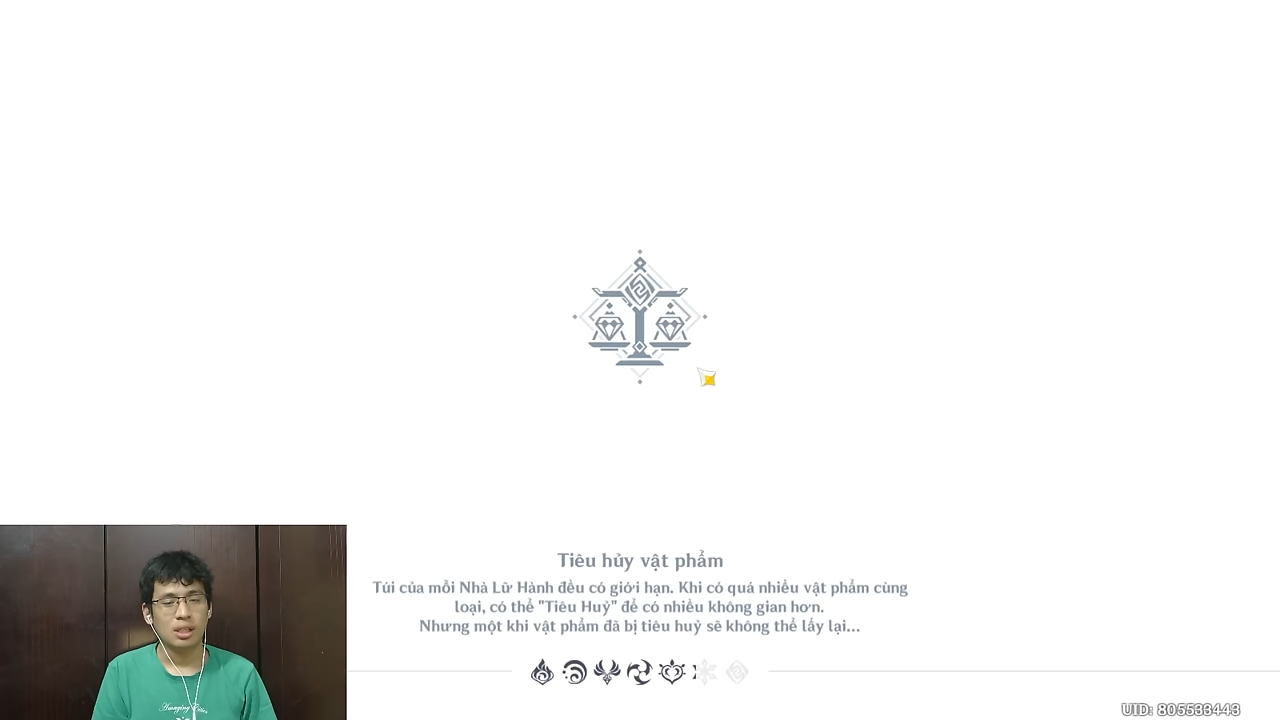 Tiêu hủy vật phẩm
Túi của mỗi Nhà Lữ Hành đều có giới hạn. Khi có quá nhiều vật phẩm cùng
loại, có thể "Tiêu Huỷ" để có nhiều không gian hơn.
Nhưng một khi vật phẩm đã bị tiêu huỷ sẽ không thể lấy lại...
Amazing
UID: 805533443